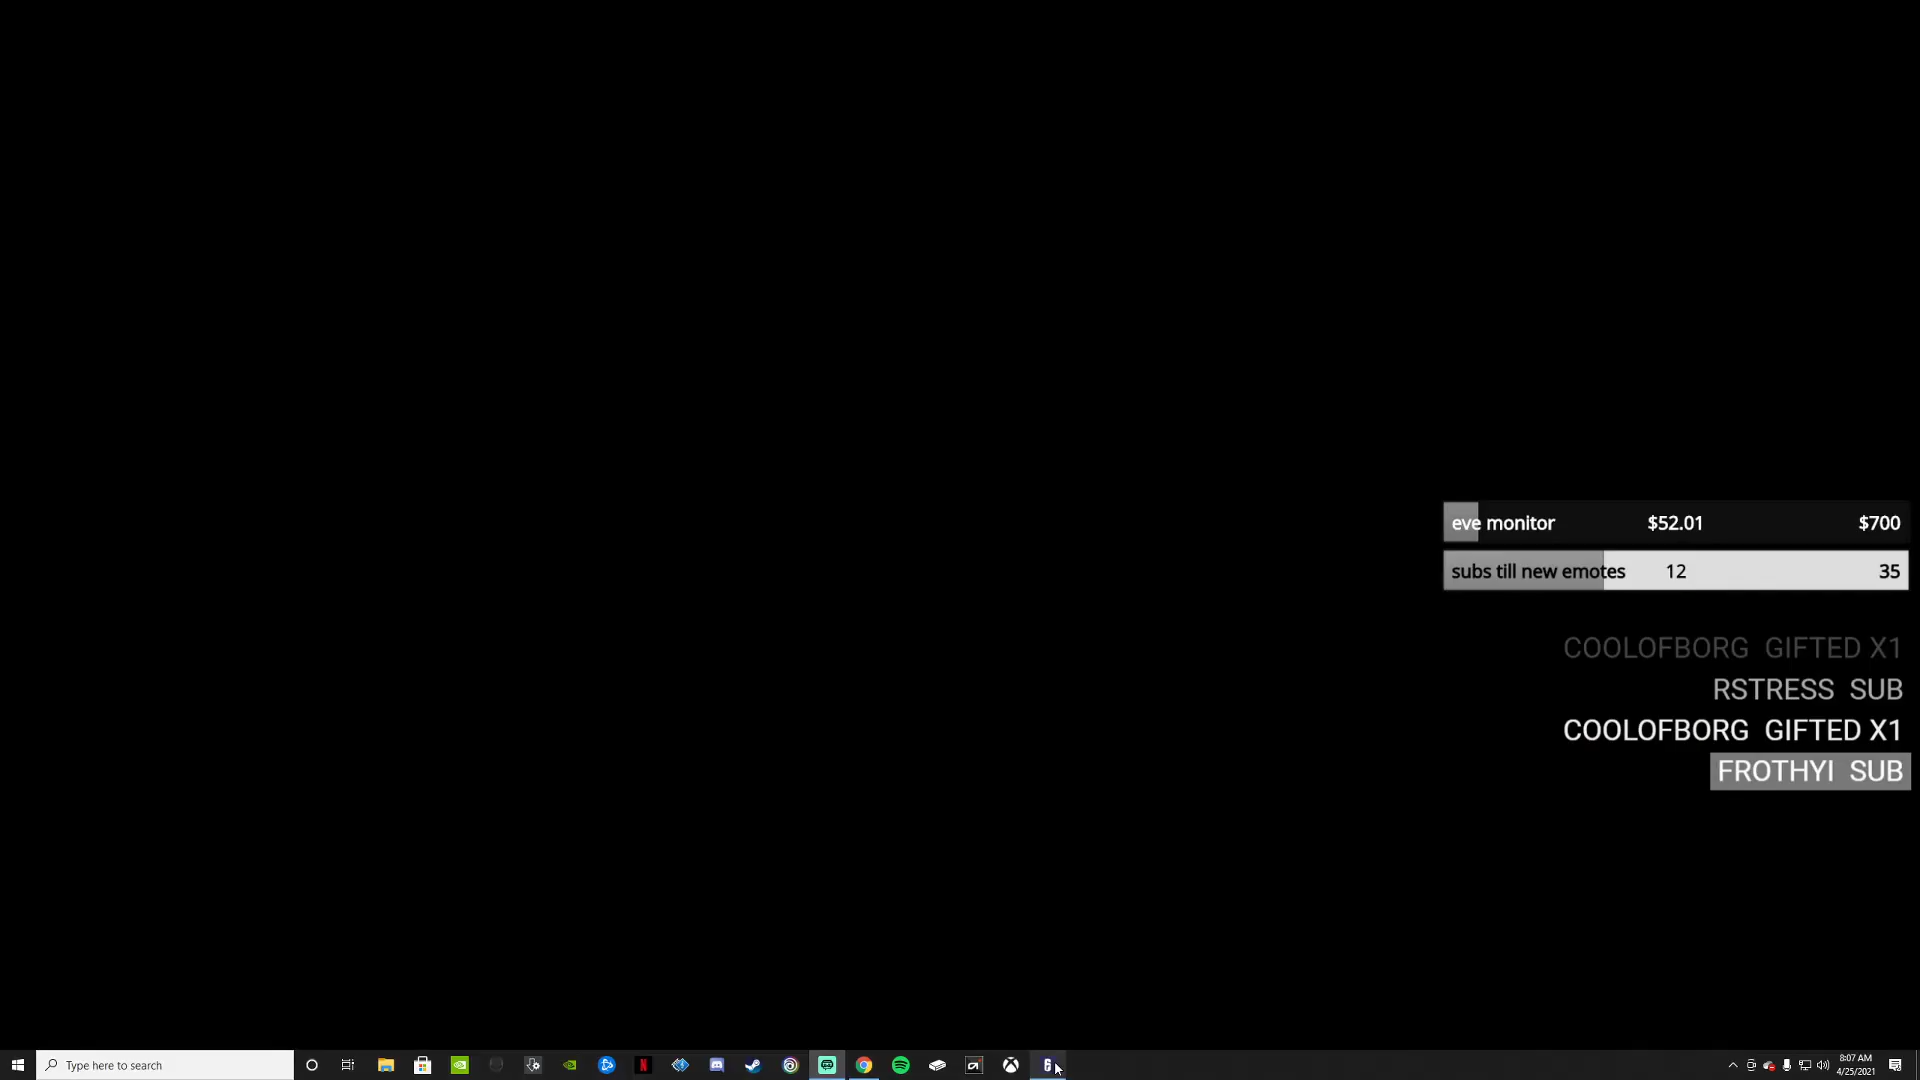 eve monitor $52.01 $700
subs till new emotes 12 35
COOLOFBORG GIFTED X1
RSTRESS SUB
COOLOFBORG GIFTED X1
FROTHYI SUB
Type here to search
8:07 AM
4/25/2021